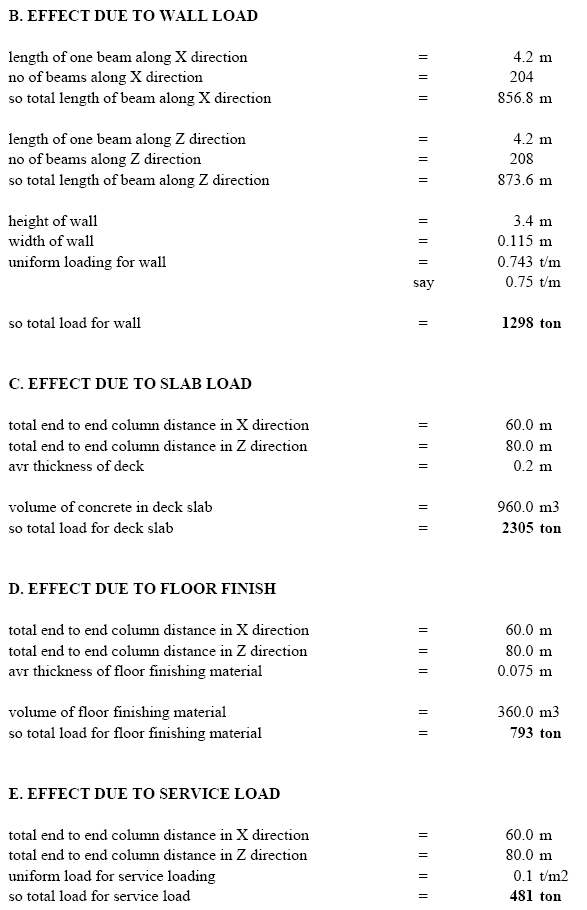 B. EFFECT DUE TO WALL LOAD
length of one beam along X direction = 4.2 m
no of beams along X direction = 204
so total length of beam along X direction = 856.8 m
length of one beam along Z direction = 4.2 m
no of beams along Z direction = 208
so total length of beam along Z direction = 873.6 m
height of wall = 3.4 m
width of wall = 0.115 m
uniform loading for wall = 0.743 t/m
say 0.75 t/m
so total load for wall = 1298 ton
C. EFFECT DUE TO SLAB LOAD
total end to end column distance in X direction = 60.0 m
total end to end column distance in Z direction = 80.0 m
avr thickness of deck = 0.2 m
volume of concrete in deck slab = 960.0 m3
so total load for deck slab = 2305 ton
D. EFFECT DUE TO FLOOR FINISH
total end to end column distance in X direction = 60.0 m
total end to end column distance in Z direction = 80.0 m
avr thickness of floor finishing material = 0.075 m
volume of floor finishing material = 360.0 m3
so total load for floor finishing material = 793 ton
E. EFFECT DUE TO SERVICE LOAD
total end to end column distance in X direction = 60.0 m
total end to end column distance in Z direction = 80.0 m
uniform load for service loading = 0.1 t/m2
so total load for service load = 481 ton